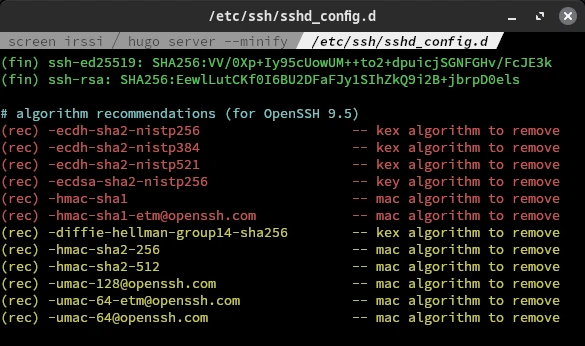 /etc/ssh/sshd_config.d
screen irssi / hugo server --minify / /etc/ssh/sshd_config.d
(fin) ssh-ed25519: SHA256:VV/0Xp+Iy95cUowUM++to2+dpuicjSGNFGHv/FcJE3k
(fin) ssh-rsa: SHA256:EewlLutCKf0I6BU2DFaFJy1SIhZkQ9i2B+jbrpD0els
# algorithm recommendations (for OpenSSH 9.5)
(rec) -ecdh-sha2-nistp256 -- kex algorithm to remove
(rec) -ecdh-sha2-nistp384 -- kex algorithm to remove
(rec) -ecdh-sha2-nistp521 -- kex algorithm to remove
(rec) -ecdsa-sha2-nistp256 -- key algorithm to remove
(rec) -hmac-sha1 -- mac algorithm to remove
(rec) -hmac-sha1-etm@openssh.com -- mac algorithm to remove
(rec) -diffie-hellman-group14-sha256 -- kex algorithm to remove
(rec) -hmac-sha2-256 -- mac algorithm to remove
(rec) -hmac-sha2-512 -- mac algorithm to remove
(rec) -umac-128@openssh.com -- mac algorithm to remove
(rec) -umac-64-etm@openssh.com -- mac algorithm to remove
(rec) -umac-64@openssh.com -- mac algorithm to remove